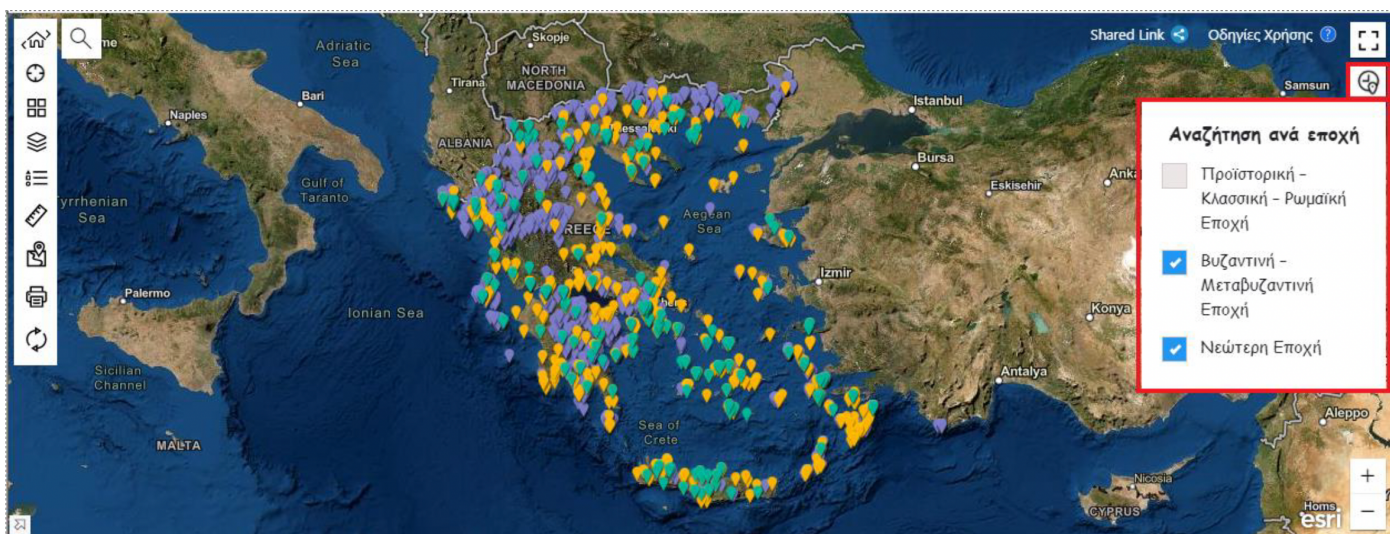 Skopje
Adriatic
Sea
Shared Link
Οδηγίες Χρήσης ?
NORTH
MACEDONIA
Tirana
Samsun
Bari
Istanbul
Naples
ALBANIA
Bursa
Eskisehir
Αναζήτηση ανά εποχή
Προϊστορική –
Κλασσική – Ρωμαϊκή
Εποχή
Βυζαντινή –
Μεταβυζαντινή
Εποχή
Νεώτερη Εποχή
Gulf of
Taranto
Sea
Aegean
Sea
Izmir
Palermo
Ionian Sea
Konya
Sicilian
Channel
Antalya
Aleppo
Sea of
Crete
MALTA
Nicosia
CYPRUS
Homs
esri
+
−